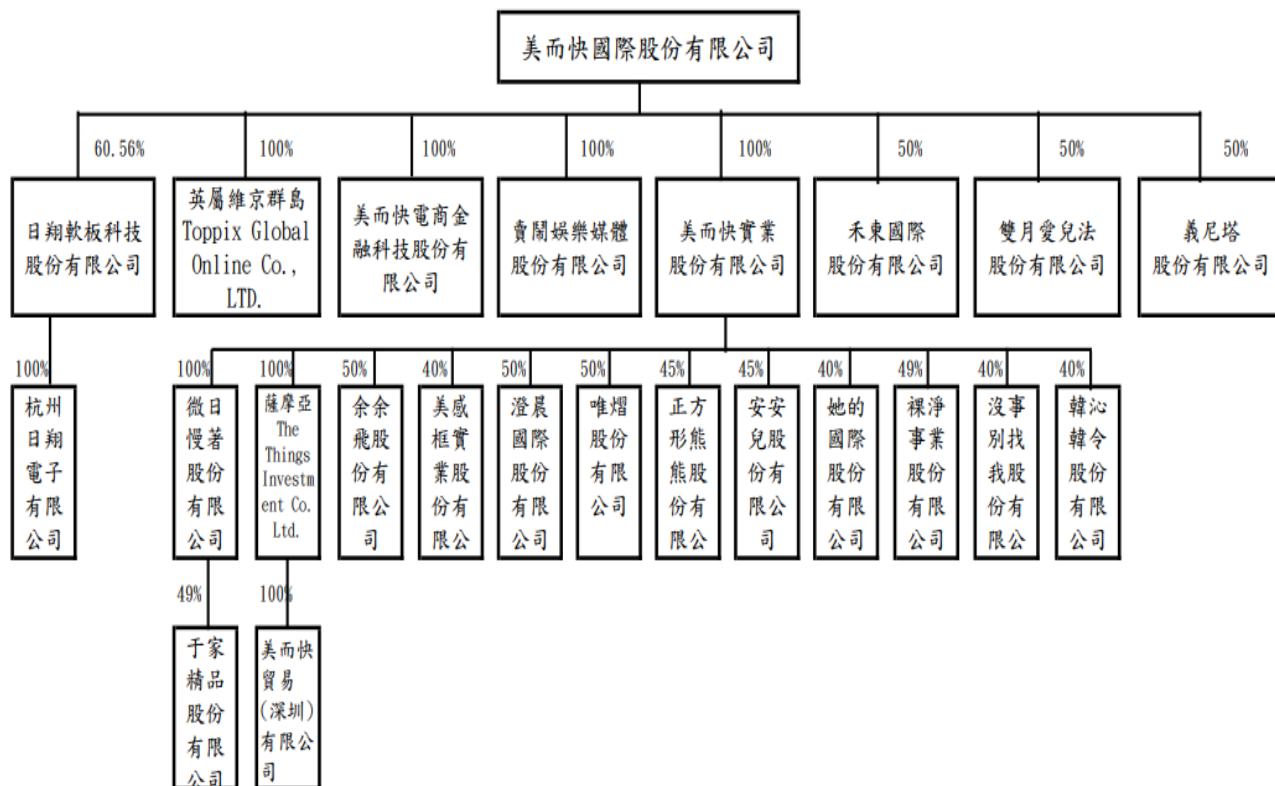 美而快國際股份有限公司
60.56%
100%
100%
100%
100%
50%
50%
50%
日翔軟板科技
股份有限公司
英屬維京群島
Toppix Global
Online Co.,
LTD.
美而快電商金
融科技股份有
限公司
賣鬧娛樂媒體
股份有限公司
美而快實業
股份有限公司
禾東國際
股份有限公司
雙月愛兒法
股份有限公司
義尼塔
股份有限公司
100%
100%
100%
50%
40%
50%
50%
45%
45%
40%
49%
40%
40%
杭州
日翔
電子
有限
公司
微日
慢著
股份
有限
公司
薩摩亞
The
Things
Investm
ent Co.
Ltd.
余余
飛股
份有
限公
司
美感
框實
業股
份有
限公
澄晨
國際
股份
有限
公司
唯熠
股份
有限
公司
正方
形熊
熊股
份有
限公
安安
兒股
份有
限公
司
她的
國際
股份
有限
公司
裸淨
事業
股份
有限
公司
沒事
別找
我股
份有
限公
韓沁
韓令
股份
有限
公司
49%
100%
于家
精品
股份
有限
公司
美而快
貿易
(深圳)
有限公
司